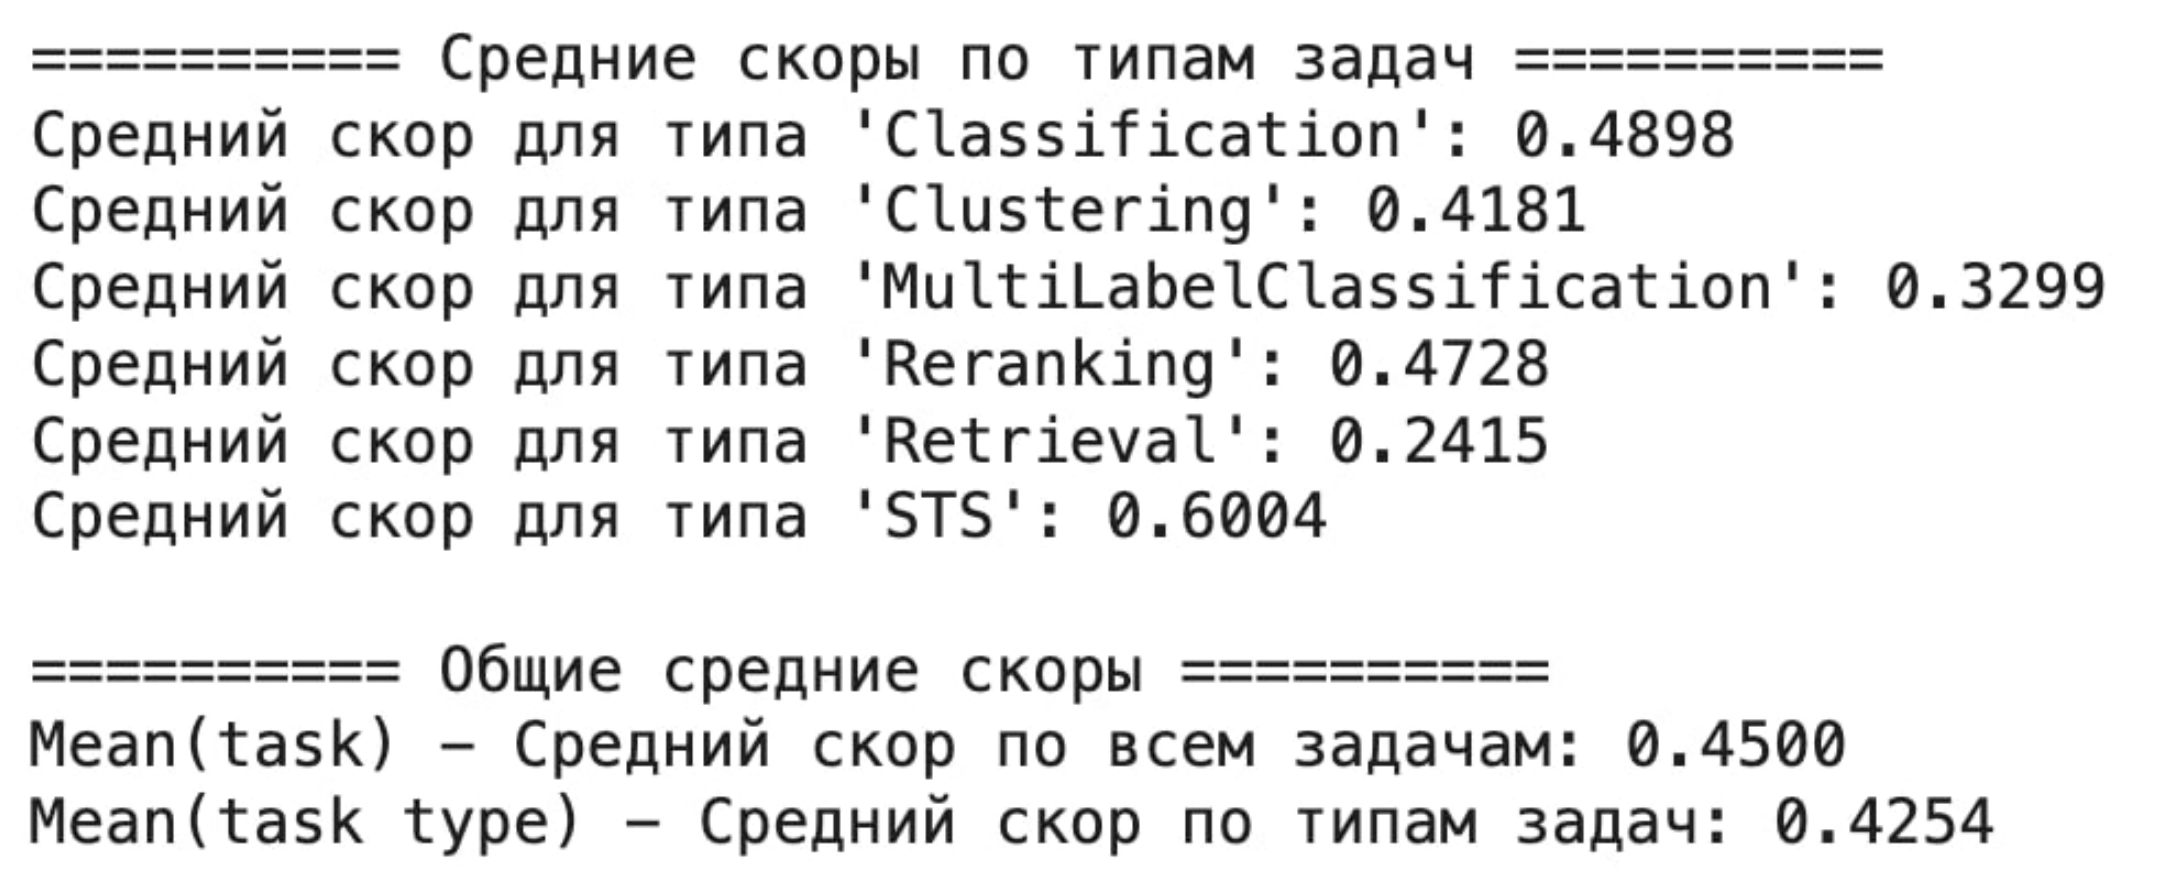 ========== Средние скоры по типам задач ==========
Средний скор для типа 'Classification': 0.4898
Средний скор для типа 'Clustering': 0.4181
Средний скор для типа 'MultiLabelClassification': 0.3299
Средний скор для типа 'Reranking': 0.4728
Средний скор для типа 'Retrieval': 0.2415
Средний скор для типа 'STS': 0.6004
========== Общие средние скоры ==========
Mean(task) – Средний скор по всем задачам: 0.4500
Mean(task type) – Средний скор по типам задач: 0.4254